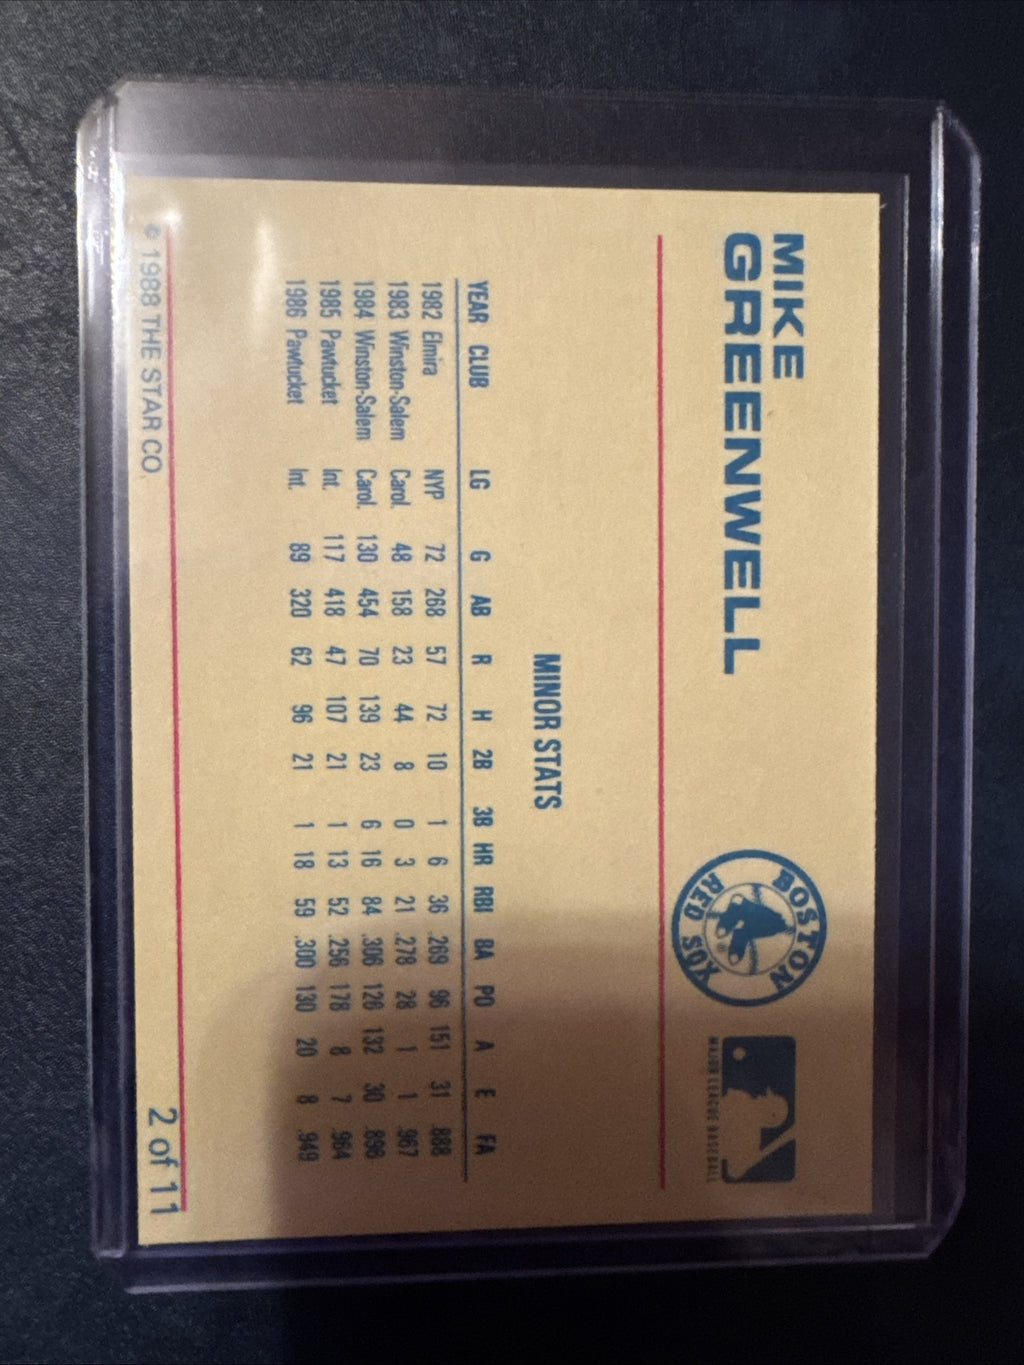 MIKE
GREENWELL
BOSTON
RED SOX
MAJOR LEAGUE BASEBALL
MINOR STATS
YEAR CLUB LG G AB R H 2B 3B HR RBI BA PO A E FA
1982 Elmira NYP 72 268 57 72 10 1 6 36 .269 96 151 31 .888
1983 Winston-Salem Carol. 48 158 23 44 8 0 3 21 .278 28 1 1 .967
1984 Winston-Salem Carol. 130 454 70 139 23 6 16 84 .306 128 132 30 .896
1985 Pawtucket Int. 117 418 47 107 21 1 13 52 .256 178 8 7 .964
1986 Pawtucket Int. 89 320 62 96 21 1 18 59 .300 130 20 8 .949
© 1988 THE STAR CO.
2 of 11